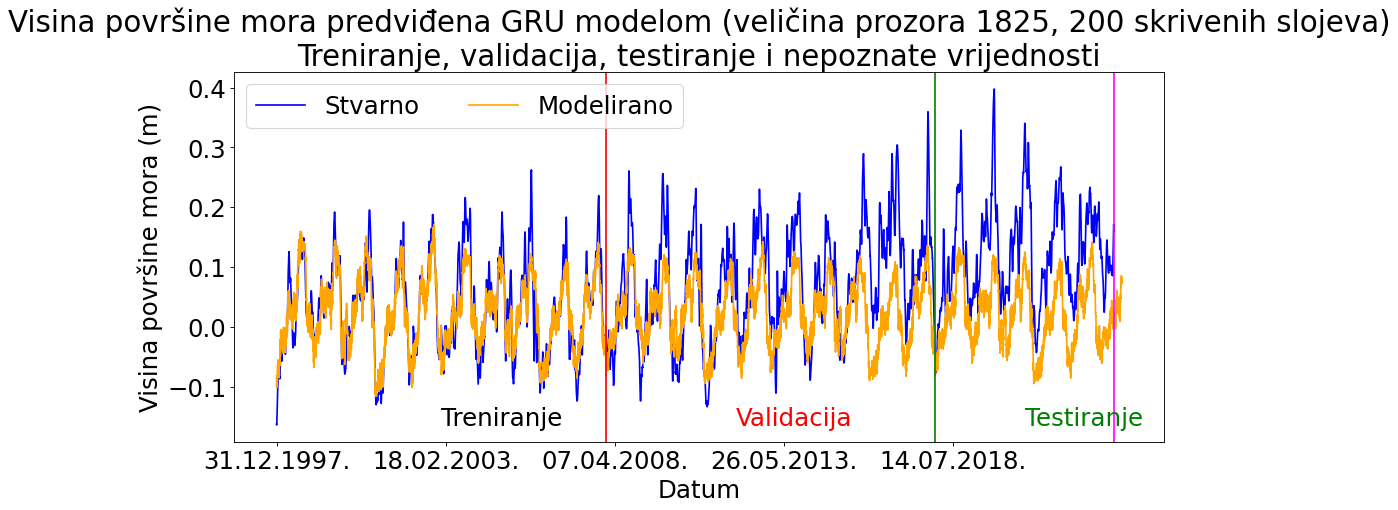 Visina površine mora predviđena GRU modelom (veličina prozora 1825, 200 skrivenih slojeva)
Treniranje, validacija, testiranje i nepoznate vrijednosti
Stvarno
Modelirano
Visina površine mora (m)
0.4
0.3
0.2
0.1
0.0
−0.1
Treniranje
Validacija
Testiranje
31.12.1997.
18.02.2003.
07.04.2008.
26.05.2013.
14.07.2018.
Datum